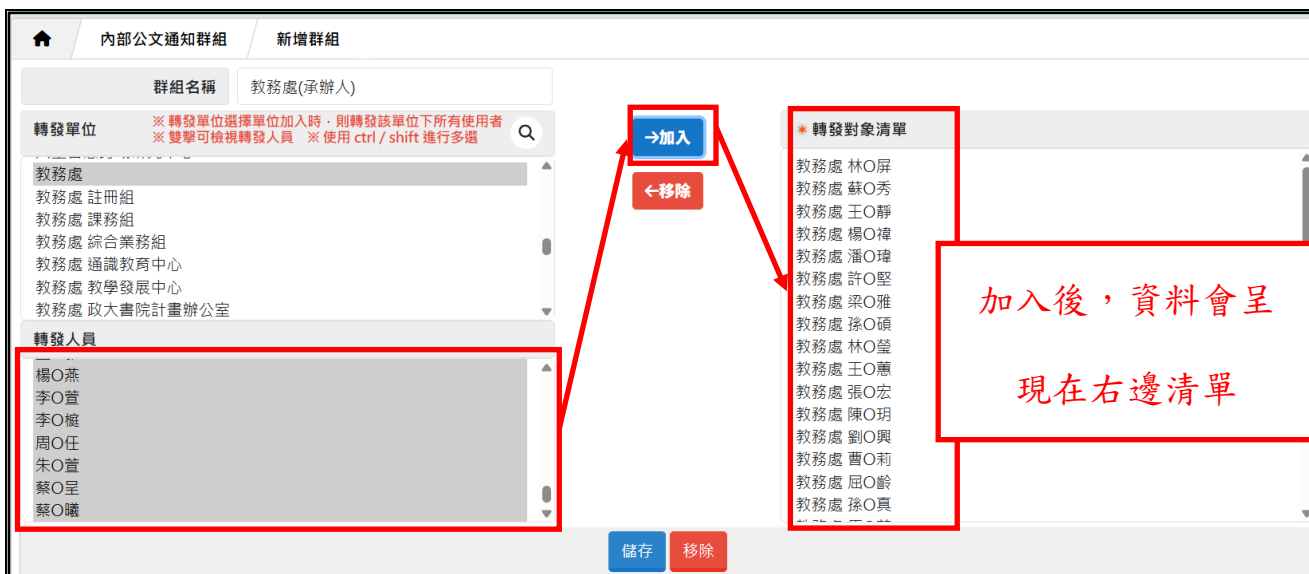 內部公文通知群組
新增群組
群組名稱
教務處(承辦人)
轉發單位
※ 轉發單位選擇單位加入時，則轉發該單位下所有使用者
※ 雙擊可檢視轉發人員 ※ 使用 ctrl / shift 進行多選
教務處
教務處 註冊組
教務處 課務組
教務處 綜合業務組
教務處 通識教育中心
教務處 教學發展中心
教務處 政大書院計畫辦公室
轉發人員
楊O燕
李O萱
李O榳
周O任
朱O萱
蔡O呈
蔡O曦
→加入
←移除
* 轉發對象清單
教務處 林O屏
教務處 蘇O秀
教務處 王O靜
教務處 楊O禕
教務處 潘O瑋
教務處 許O堅
教務處 梁O雅
教務處 孫O碩
教務處 林O瑩
教務處 王O蕙
教務處 張O宏
教務處 陳O玥
教務處 劉O興
教務處 曹O莉
教務處 屈O齡
教務處 孫O真
加入後，資料會呈
現在右邊清單
儲存
移除